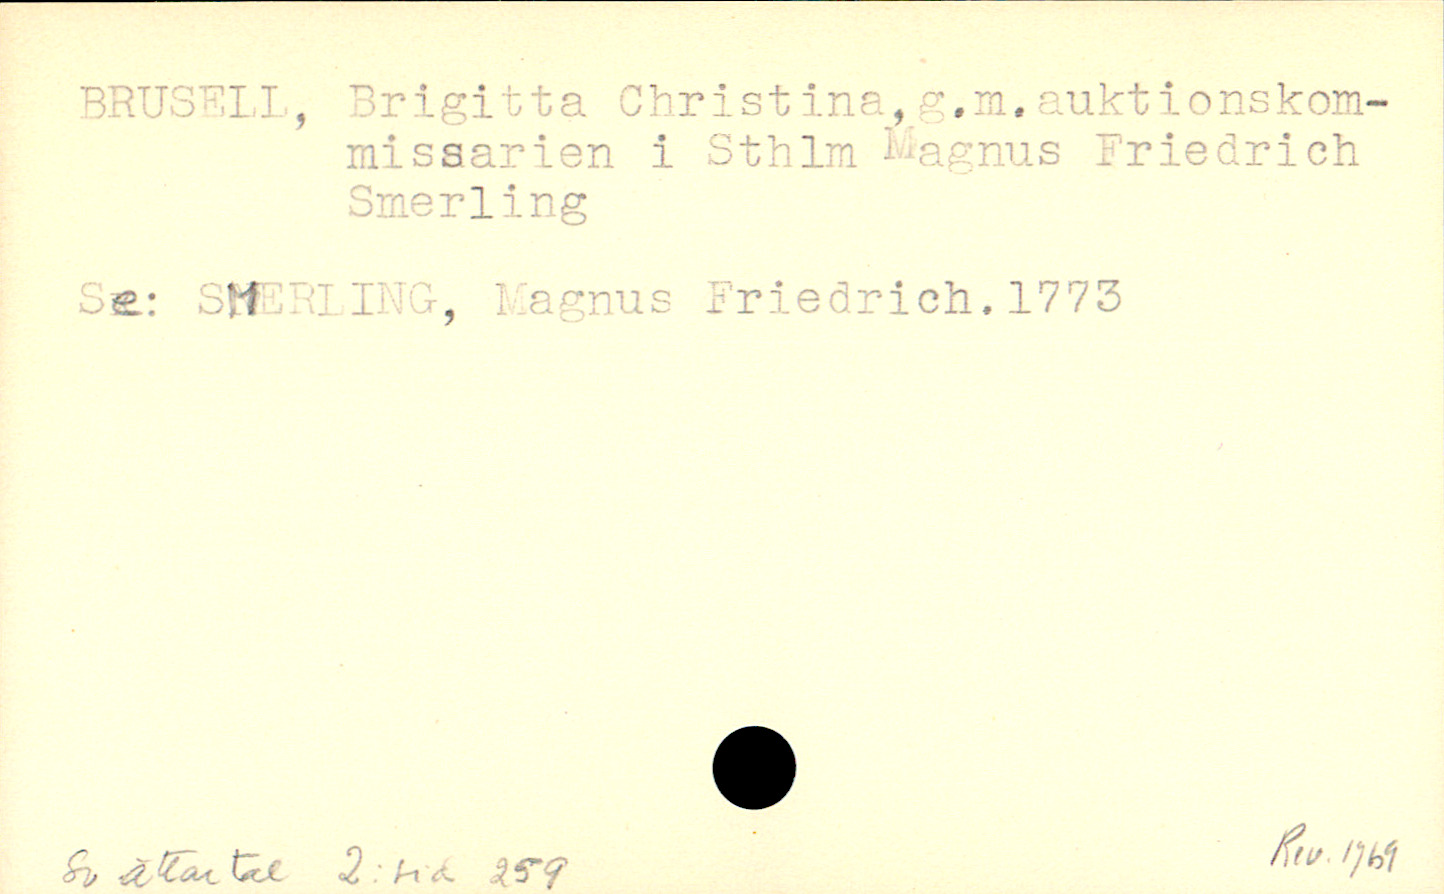 BRUSELL, Brigitta Christina,g.m.auktionskom-
missarien i Sthlm Magnus Friedrich
Smerling
Se: SMERLING, Magnus Friedrich.1773
Sv ättartal 2:sid 259
Rev. 1969